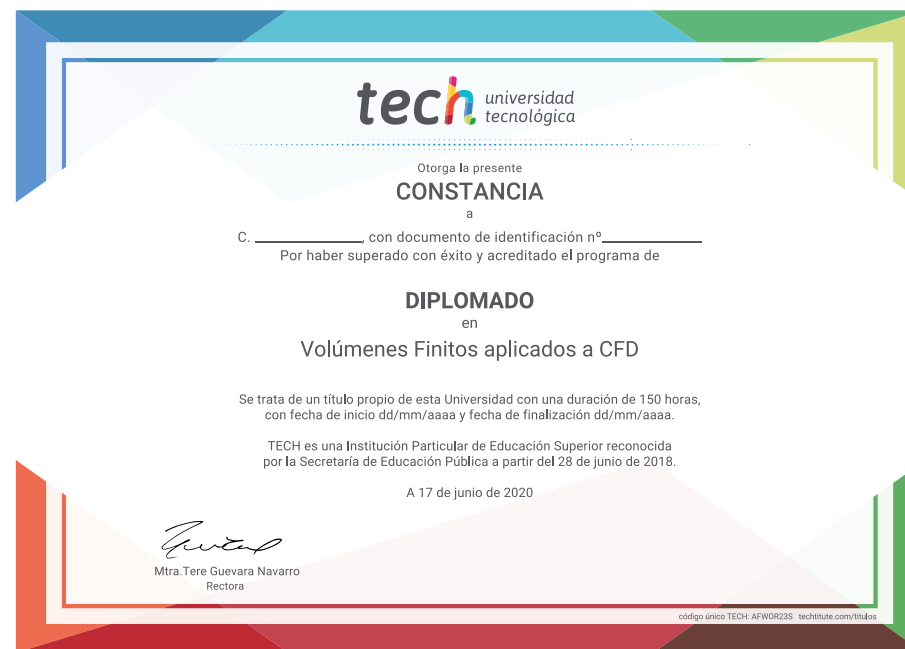 tech universidad
tecnológica
Otorga la presente
CONSTANCIA
a
C. ____________, con documento de identificación nº____________
Por haber superado con éxito y acreditado el programa de
DIPLOMADO
en
Volúmenes Finitos aplicados a CFD
Se trata de un título propio de esta Universidad con una duración de 150 horas,
con fecha de inicio dd/mm/aaaa y fecha de finalización dd/mm/aaaa.
TECH es una Institución Particular de Educación Superior reconocida
por la Secretaría de Educación Pública a partir del 28 de junio de 2018.
A 17 de junio de 2020
Mtra.Tere Guevara Navarro
Rectora
código único TECH: AFWOR23S techtitute.com/titulos